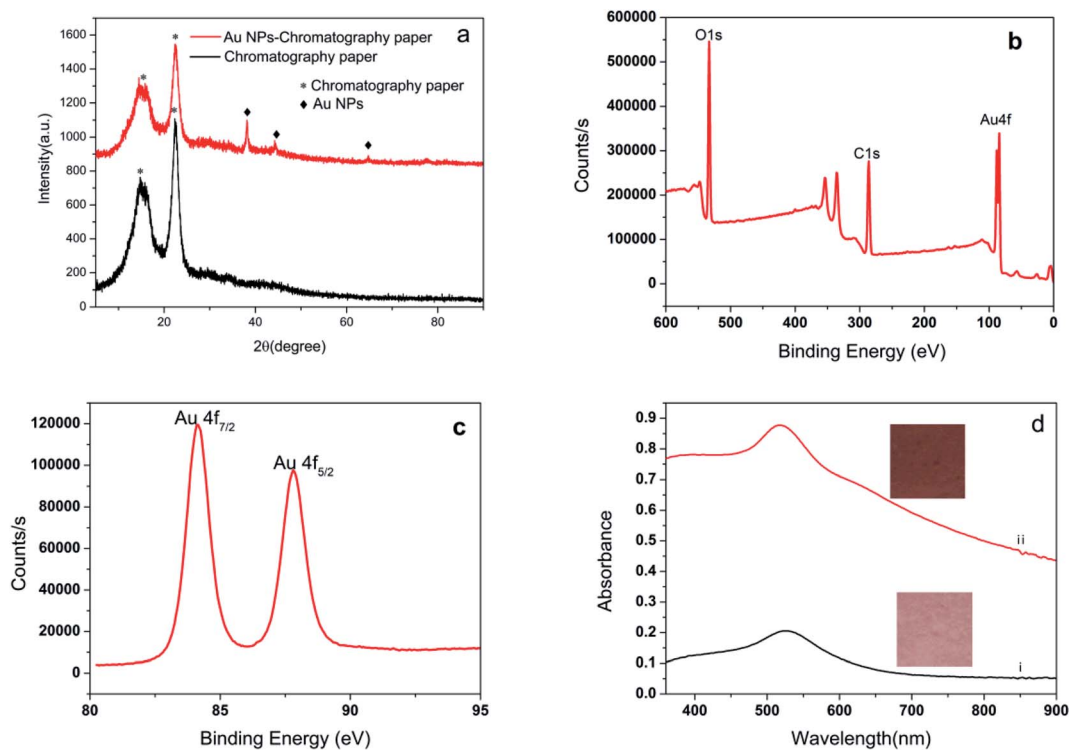 a
Au NPs-Chromatography paper
Chromatography paper
* Chromatography paper
♦ Au NPs
*
*
*
*
♦
♦
♦
1600
1400
1200
1000
800
800
600
400
200
0
Intensity(a.u.)
20
40
60
80
2θ(degree)
b
O1s
C1s
Au4f
600000
500000
400000
300000
200000
100000
0
Counts/s
600
500
400
300
200
100
0
Binding Energy (eV)
c
Au 4f7/2
Au 4f5/2
120000
100000
80000
60000
40000
20000
0
Counts/s
80
85
90
95
Binding Energy (eV)
d
ii
i
0.9
0.8
0.7
0.6
0.5
0.4
0.3
0.2
0.1
0.0
Absorbance
400
500
600
700
800
900
Wavelength(nm)